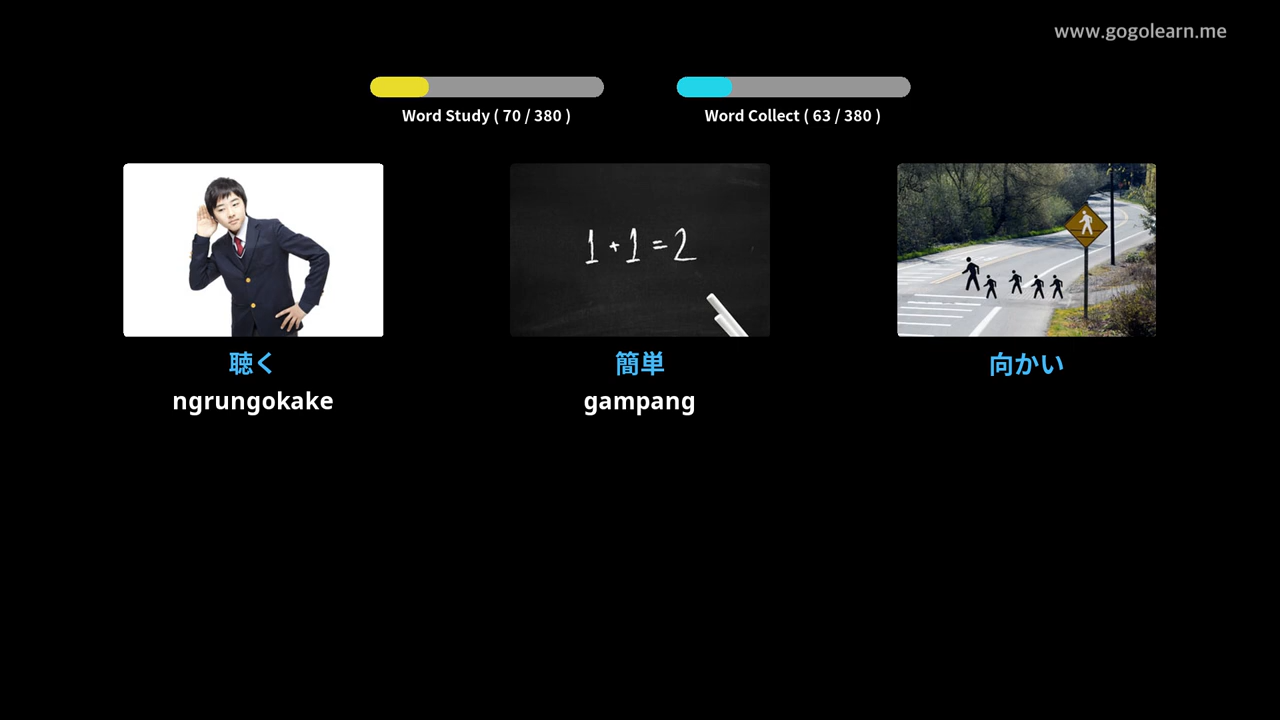 www.gogolearn.me
Word Study ( 70 / 380 )
Word Collect ( 63 / 380 )
1+1=2
聴く
簡単
向かい
ngrungokake
gampang